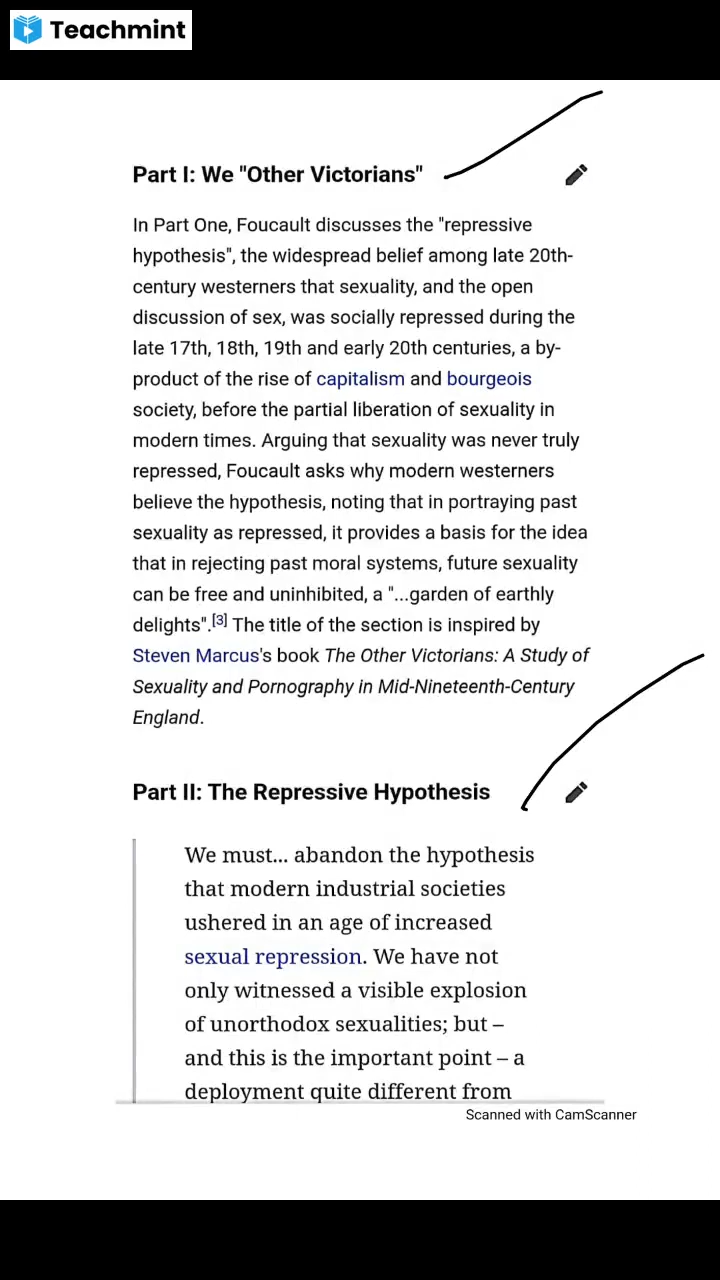 Teachmint
Part I: We "Other Victorians"
In Part One, Foucault discusses the "repressive
hypothesis", the widespread belief among late 20th-
century westerners that sexuality, and the open
discussion of sex, was socially repressed during the
late 17th, 18th, 19th and early 20th centuries, a by-
product of the rise of capitalism and bourgeois
society, before the partial liberation of sexuality in
modern times. Arguing that sexuality was never truly
repressed, Foucault asks why modern westerners
believe the hypothesis, noting that in portraying past
sexuality as repressed, it provides a basis for the idea
that in rejecting past moral systems, future sexuality
can be free and uninhibited, a "...garden of earthly
delights".[3] The title of the section is inspired by
Steven Marcus's book The Other Victorians: A Study of
Sexuality and Pornography in Mid-Nineteenth-Century
England.
Part II: The Repressive Hypothesis
We must... abandon the hypothesis
that modern industrial societies
ushered in an age of increased
sexual repression. We have not
only witnessed a visible explosion
of unorthodox sexualities; but –
and this is the important point – a
deployment quite different from
Scanned with CamScanner